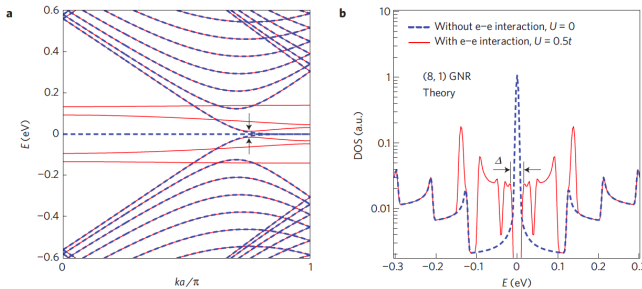 a
E (eV)
0.6
0.4
0.2
0
−0.2
−0.4
−0.6
0
1
ka/π
b
DOS (a.u.)
Without e–e interaction, U = 0
With e–e interaction, U = 0.5t
(8, 1) GNR
Theory
Δ
1
0.1
0.01
−0.3
−0.2
−0.1
0.0
0.1
0.2
0.3
E (eV)